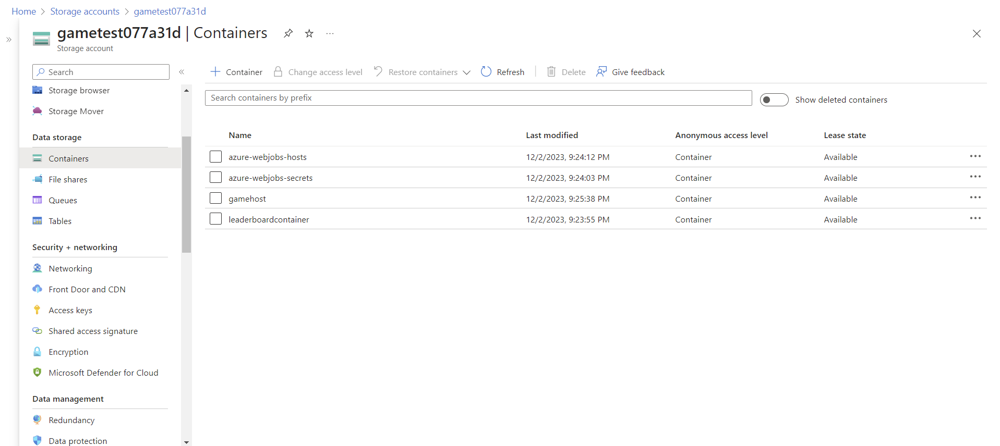 Home > Storage accounts > gametest077a31d
gametest077a31d | Containers
Storage account
Search
Storage browser
Storage Mover
Data storage
Containers
File shares
Queues
Tables
Security + networking
Networking
Front Door and CDN
Access keys
Shared access signature
Encryption
Microsoft Defender for Cloud
Data management
Redundancy
Data protection
Container Change access level Restore containers Refresh Delete Give feedback
Search containers by prefix
Show deleted containers
Name Last modified Anonymous access level Lease state
azure-webjobs-hosts 12/2/2023, 9:24:12 PM Container Available
azure-webjobs-secrets 12/2/2023, 9:24:03 PM Container Available
gamehost 12/2/2023, 9:25:38 PM Container Available
leaderboardcontainer 12/2/2023, 9:23:55 PM Container Available